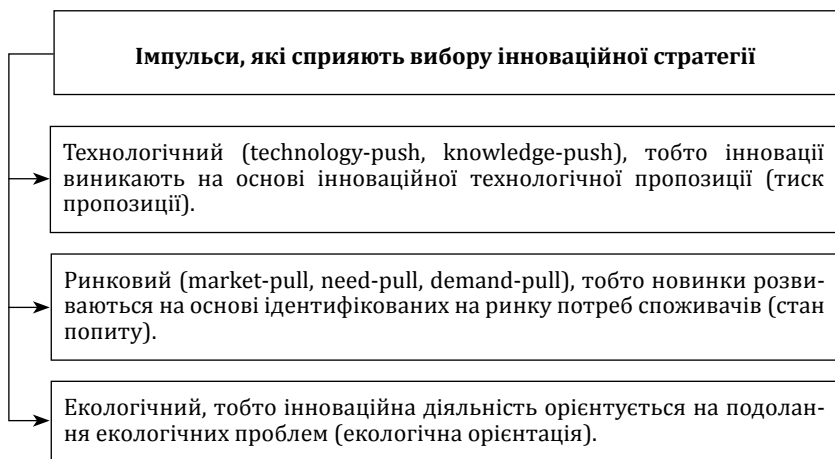 Імпульси, які сприяють вибору інноваційної стратегії
Технологічний (technology-push, knowledge-push), тобто інновації
виникають на основі інноваційної технологічної пропозиції (тиск
пропозиції).
Ринковий (market-pull, need-pull, demand-pull), тобто новинки розви-
ваються на основі ідентифікованих на ринку потреб споживачів (стан
попиту).
Екологічний, тобто інноваційна діяльність орієнтується на подолан-
ня екологічних проблем (екологічна орієнтація).